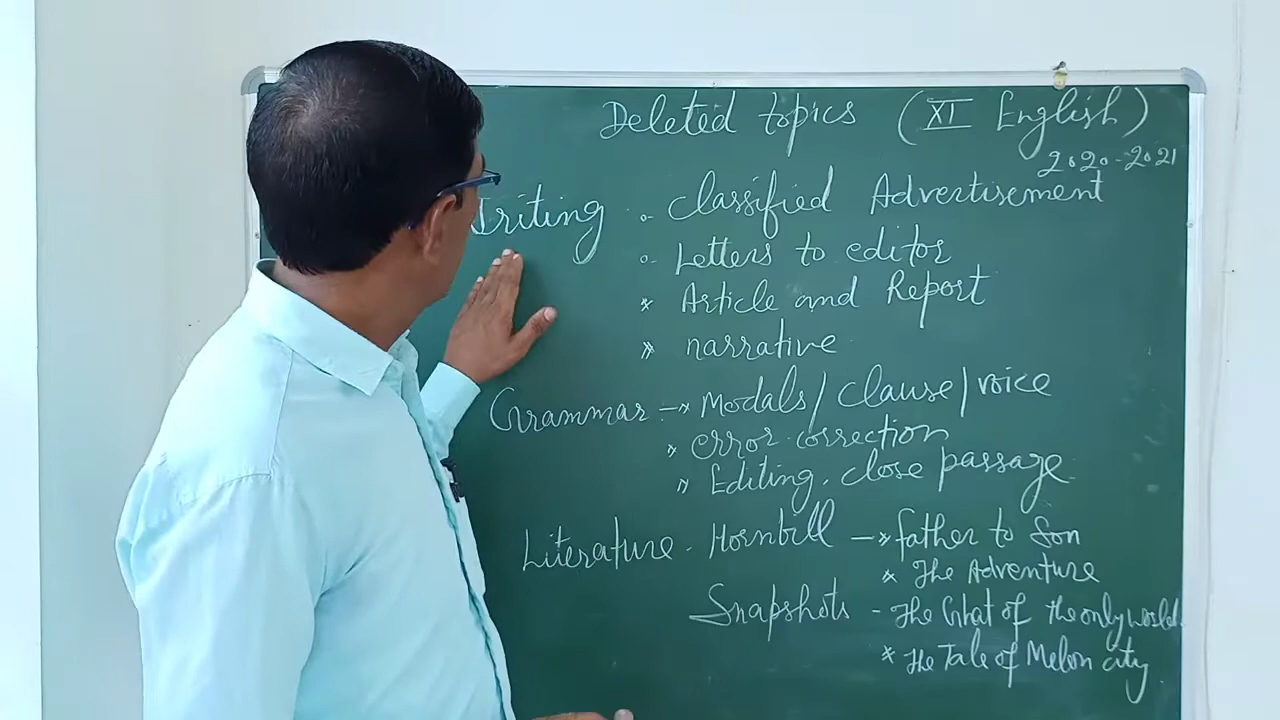 Deleted topics (XI English)
2020-2021
Writing - Classified Advertisement
- Letters to editor
* Article and Report
* narrative
Grammar - * Modals / Clause / voice
* error correction
* Editing, close passage
Literature - Hornbill - * father to Son
* The Adventure
Snapshots - The Ghat of the only world
* The Tale of Melon city